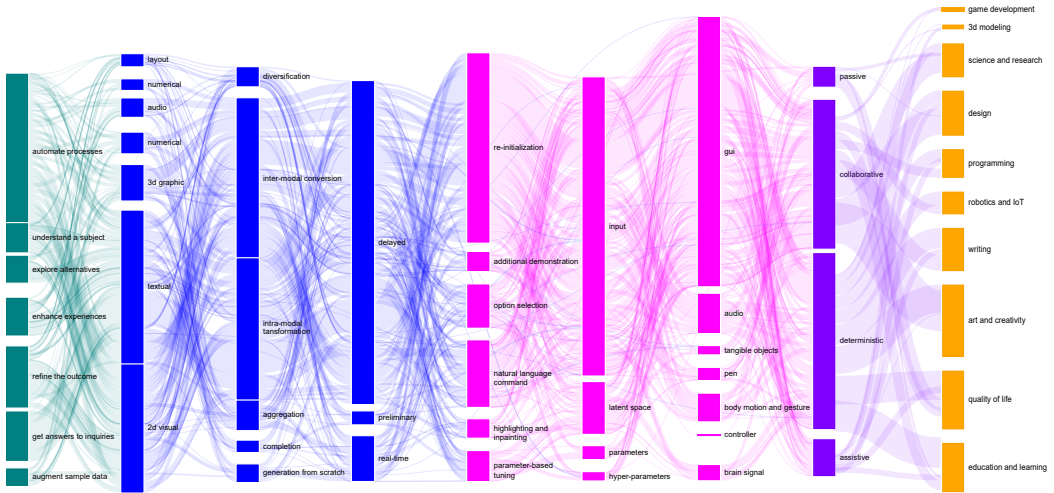 automate processes
understand a subject
explore alternatives
enhance experiences
refine the outcome
get answers to inquiries
augment sample data
layout
numerical
audio
numerical
3d graphic
textual
2d visual
diversification
inter-modal conversion
intra-modal
tansformation
aggregation
completion
generation from scratch
delayed
preliminary
real-time
re-initialization
additional demonstration
option selection
natural language
command
highlighting and
inpainting
parameter-based
tuning
input
latent space
parameters
hyper-parameters
gui
audio
tangible objects
pen
body motion and gesture
controller
brain signal
passive
collaborative
deterministic
assistive
game development
3d modeling
science and research
design
programming
robotics and IoT
writing
art and creativity
quality of life
education and learning